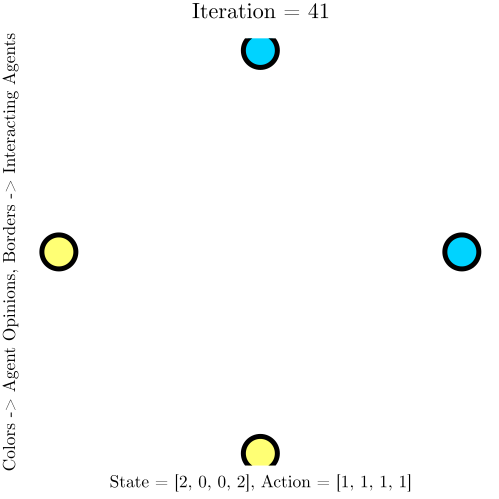 Iteration = 41
Colors -> Agent Opinions, Borders -> Interacting Agents
State = [2, 0, 0, 2], Action = [1, 1, 1, 1]